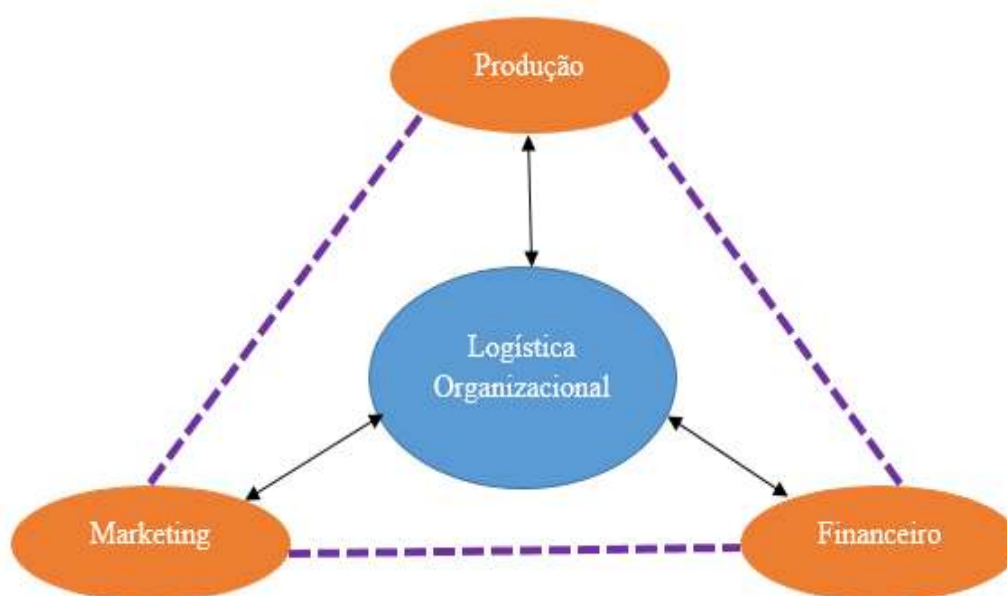 Produção
Logística
Organizacional
Marketing
Financeiro